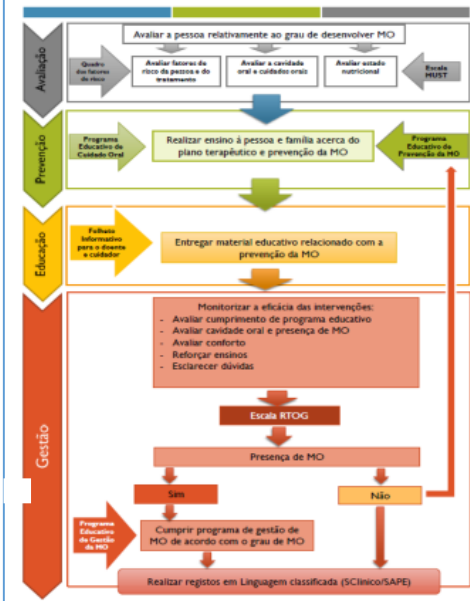 Avaliação
Avaliar a pessoa relativamente ao grau de desenvolver MO
Quadro
dos fatores
de risco
Avaliar fatores de
risco da pessoa e do
tratamento
Avaliar a cavidade
oral e cuidados orais
Avaliar estado
nutricional
Escala
MUST
Prevenção
Programa
Educativo de
Cuidado Oral
Realizar ensino à pessoa e família acerca do
plano terapêutico e prevenção da MO
Programa
Educativo de
Prevenção da MO
Educação
Folheto
Informativo
para o doente
e cuidador
Entregar material educativo relacionado com a
prevenção da MO
Gestão
Monitorizar a eficácia das intervenções:
- Avaliar cumprimento de programa educativo
- Avaliar cavidade oral e presença de MO
- Avaliar conforto
- Reforçar ensinos
- Esclarecer dúvidas
Escala RTOG
Presença de MO
Sim
Não
Programa
Educativo
de Gestão
da MO
Cumprir programa de gestão de
MO de acordo com o grau de MO
Realizar registos em Linguagem classificada (SClínico/SAPE)